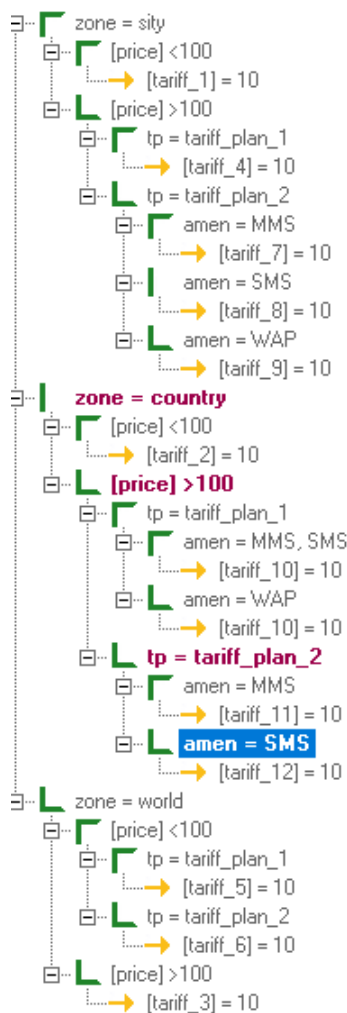 zone = sity
[price] <100
[tariff_1] = 10
[price] >100
tp = tariff_plan_1
[tariff_4] = 10
tp = tariff_plan_2
amen = MMS
[tariff_7] = 10
amen = SMS
[tariff_8] = 10
amen = WAP
[tariff_9] = 10
zone = country
[price] <100
[tariff_2] = 10
[price] >100
tp = tariff_plan_1
amen = MMS, SMS
[tariff_10] = 10
amen = WAP
[tariff_10] = 10
tp = tariff_plan_2
amen = MMS
[tariff_11] = 10
amen = SMS
[tariff_12] = 10
zone = world
[price] <100
tp = tariff_plan_1
[tariff_5] = 10
tp = tariff_plan_2
[tariff_6] = 10
[price] >100
[tariff_3] = 10